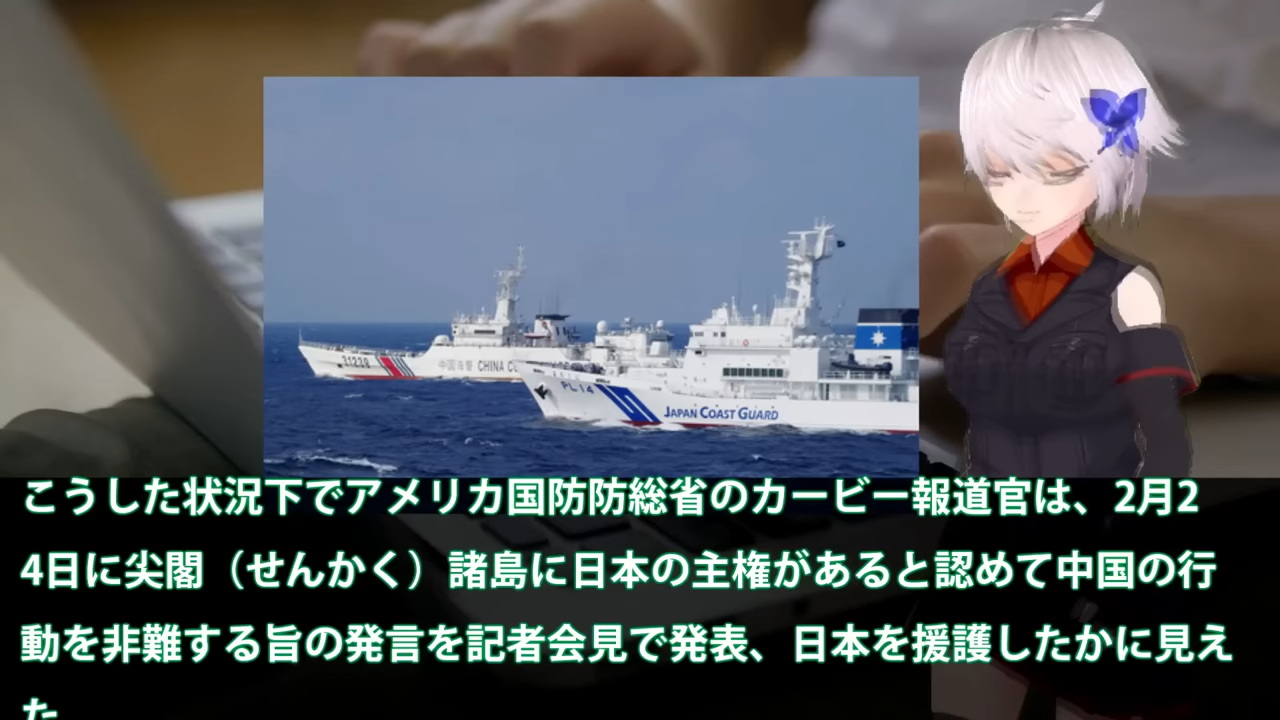 31239
中国海警 CHINA CO
PL14
JAPAN COAST GUARD
こうした状況下でアメリカ国防防総省のカービー報道官は、2月2
4日に尖閣（せんかく）諸島に日本の主権があると認めて中国の行
動を非難する旨の発言を記者会見で発表、日本を援護したかに見え
た